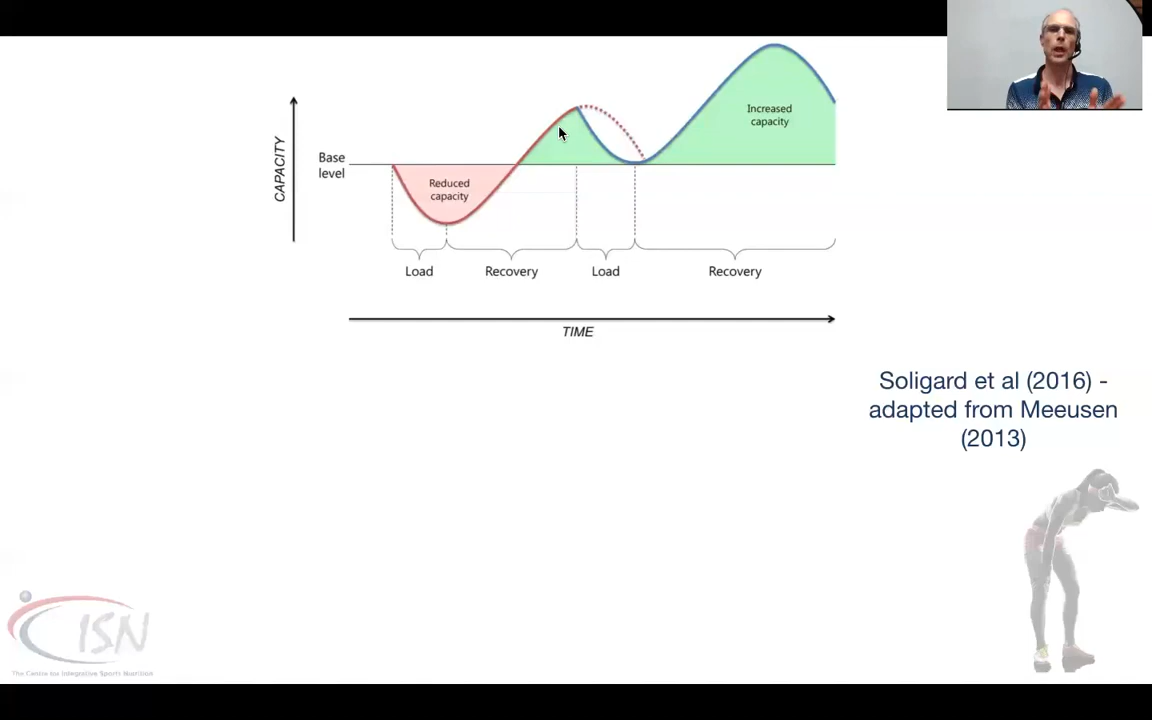 CAPACITY
Base
level
Reduced
capacity
Increased
capacity
Load
Recovery
Load
Recovery
TIME
Soligard et al (2016) -
adapted from Meeusen
(2013)
CISN
The Centre for Integrative Sports Nutrition